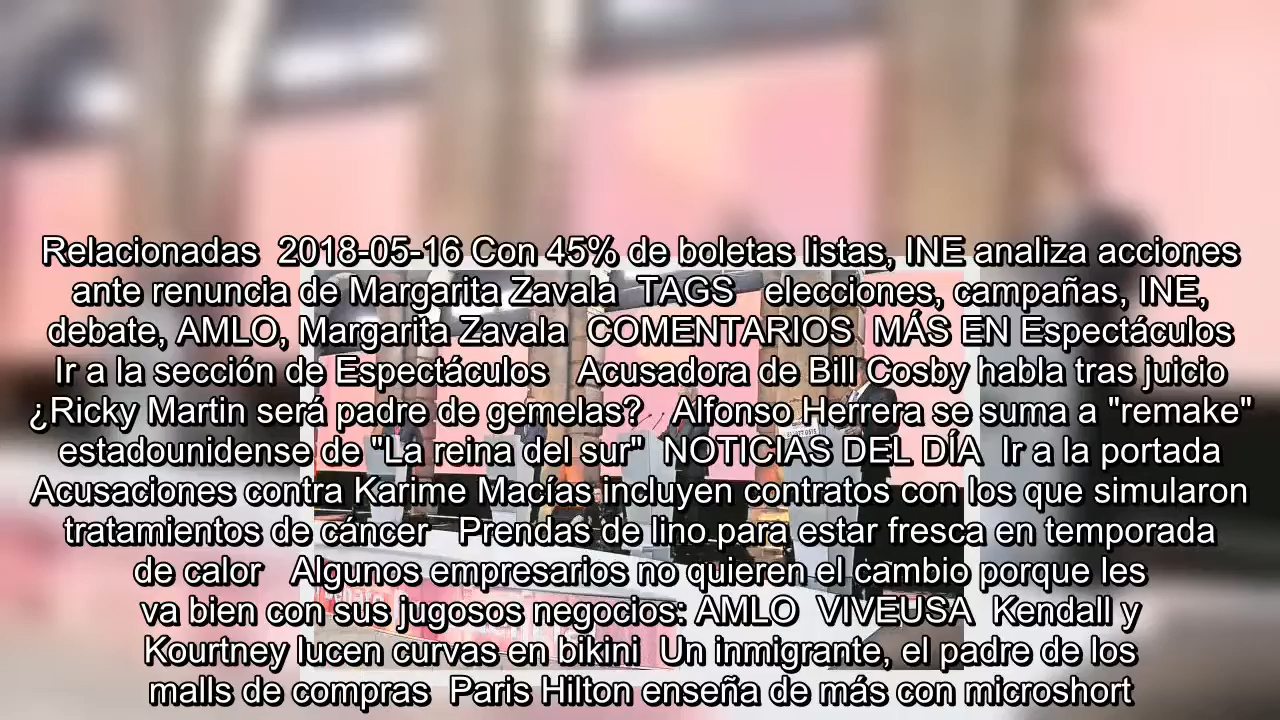 Relacionadas  2018-05-16 Con 45% de boletas listas, INE analiza acciones
ante renuncia de Margarita Zavala  TAGS   elecciones, campañas, INE,
debate, AMLO, Margarita Zavala  COMENTARIOS  MÁS EN Espectáculos
Ir a la sección de Espectáculos   Acusadora de Bill Cosby habla tras juicio
¿Ricky Martin será padre de gemelas?   Alfonso Herrera se suma a "remake"
estadounidense de "La reina del sur"  NOTICIAS DEL DÍA  Ir a la portada
Acusaciones contra Karime Macías incluyen contratos con los que simularon
tratamientos de cáncer   Prendas de lino para estar fresca en temporada
de calor   Algunos empresarios no quieren el cambio porque les
va bien con sus jugosos negocios: AMLO  VIVEUSA  Kendall y
Kourtney lucen curvas en bikini  Un inmigrante, el padre de los
malls de compras  Paris Hilton enseña de más con microshort